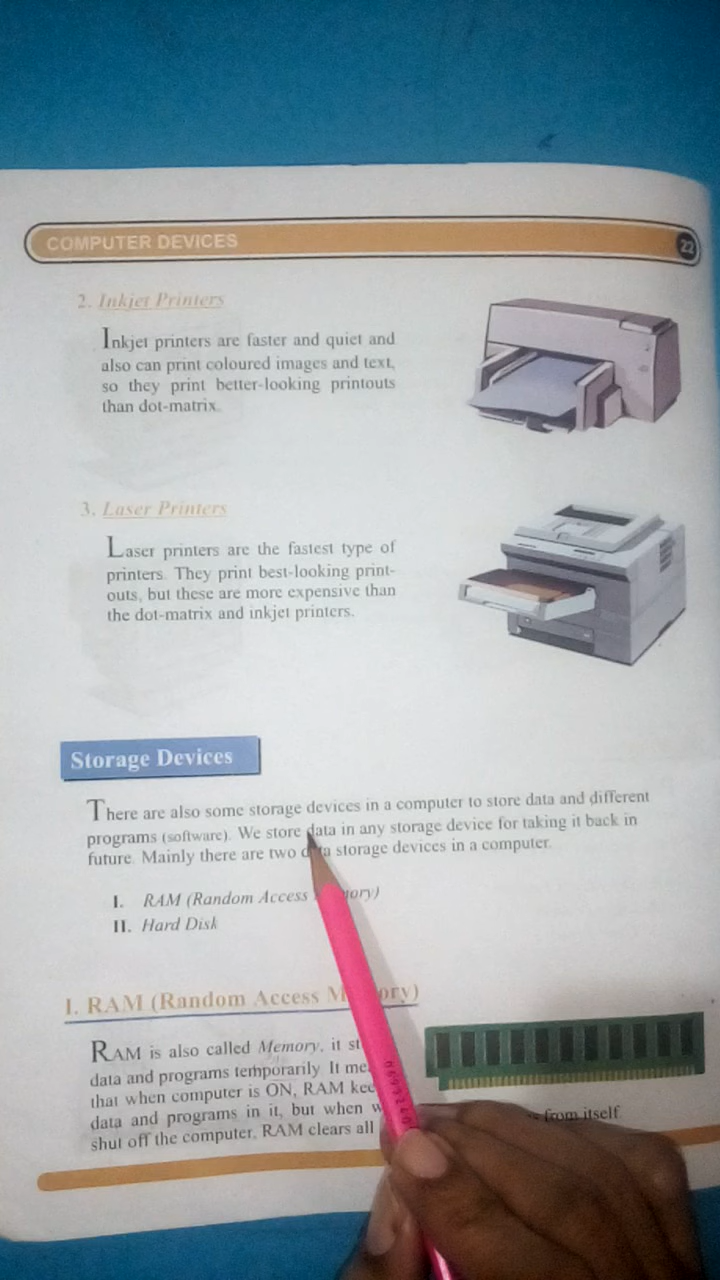 COMPUTER DEVICES 22
2. Inkjet Printers
Inkjet printers are faster and quiet and
also can print coloured images and text,
so they print better-looking printouts
than dot-matrix.
3. Laser Printers
Laser printers are the fastest type of
printers. They print best-looking print-
outs, but these are more expensive than
the dot-matrix and inkjet printers.
Storage Devices
There are also some storage devices in a computer to store data and different
programs (software). We store data in any storage device for taking it back in
future. Mainly there are two data storage devices in a computer.
I. RAM (Random Access
II. Hard Disk
I. RAM (Random Access
RAM is also called Memory, it
data and programs temporarily. It
that when computer is ON, RAM
data and programs in it, but when
shut off the computer, RAM clears all from itself.